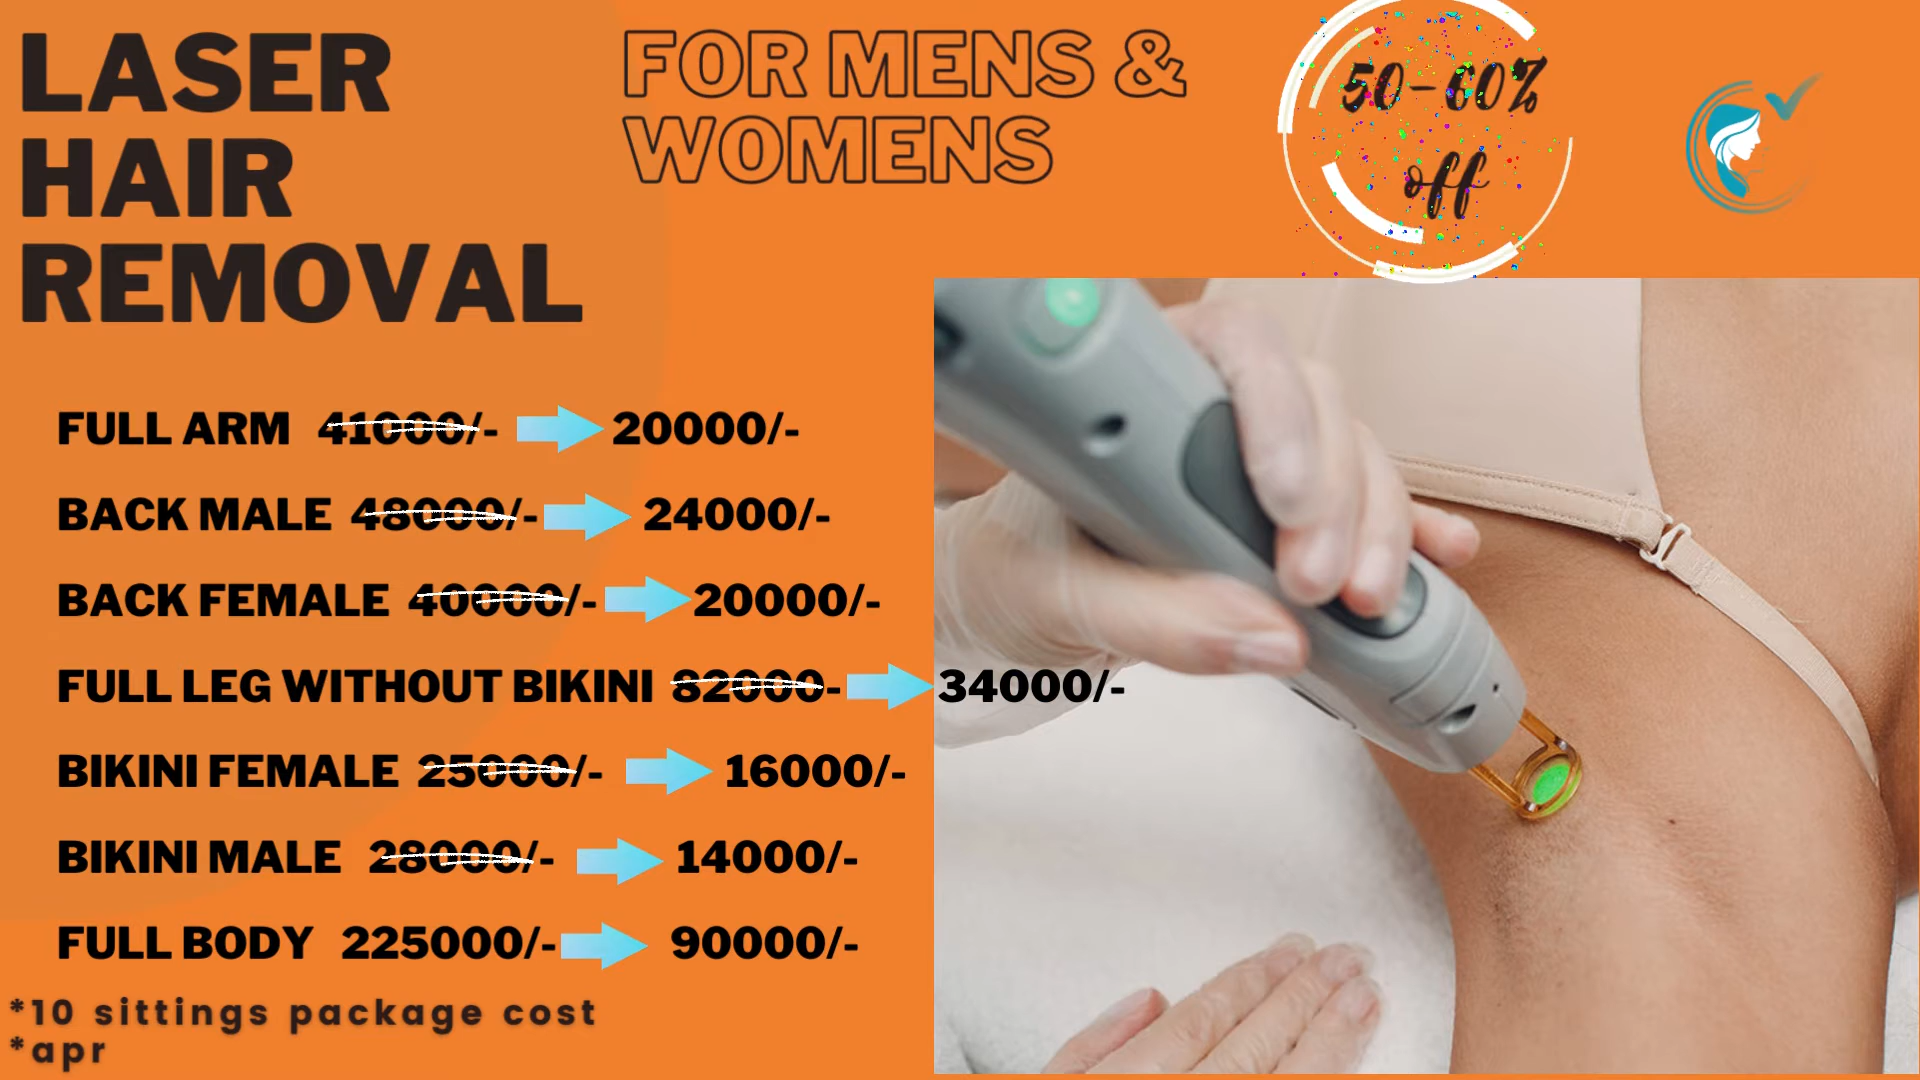 LASER
HAIR
REMOVAL
FOR MENS &
WOMENS
50-60%
off
FULL ARM 41000/- 20000/-
BACK MALE 48000/- 24000/-
BACK FEMALE 40000/- 20000/-
FULL LEG WITHOUT BIKINI 82000- 34000/-
BIKINI FEMALE 25000/- 16000/-
BIKINI MALE 28000/- 14000/-
FULL BODY 225000/- 90000/-
*10 sittings package cost
*apr